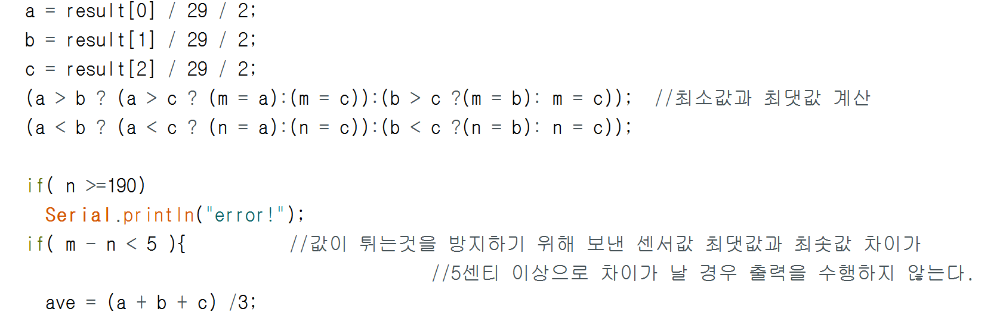 a = result[0] / 29 / 2;
b = result[1] / 29 / 2;
c = result[2] / 29 / 2;
(a > b ? (a > c ? (m = a):(m = c)):(b > c ?(m = b): m = c));  //최소값과 최댓값 계산
(a < b ? (a < c ? (n = a):(n = c)):(b < c ?(n = b): n = c));
if( n >=190)
Serial.println("error!");
if( m - n < 5 ){ //값이 튀는것을 방지하기 위해 보낸 센서값 최댓값과 최솟값 차이가
//5센티 이상으로 차이가 날 경우 출력을 수행하지 않는다.
ave = (a + b + c) /3;